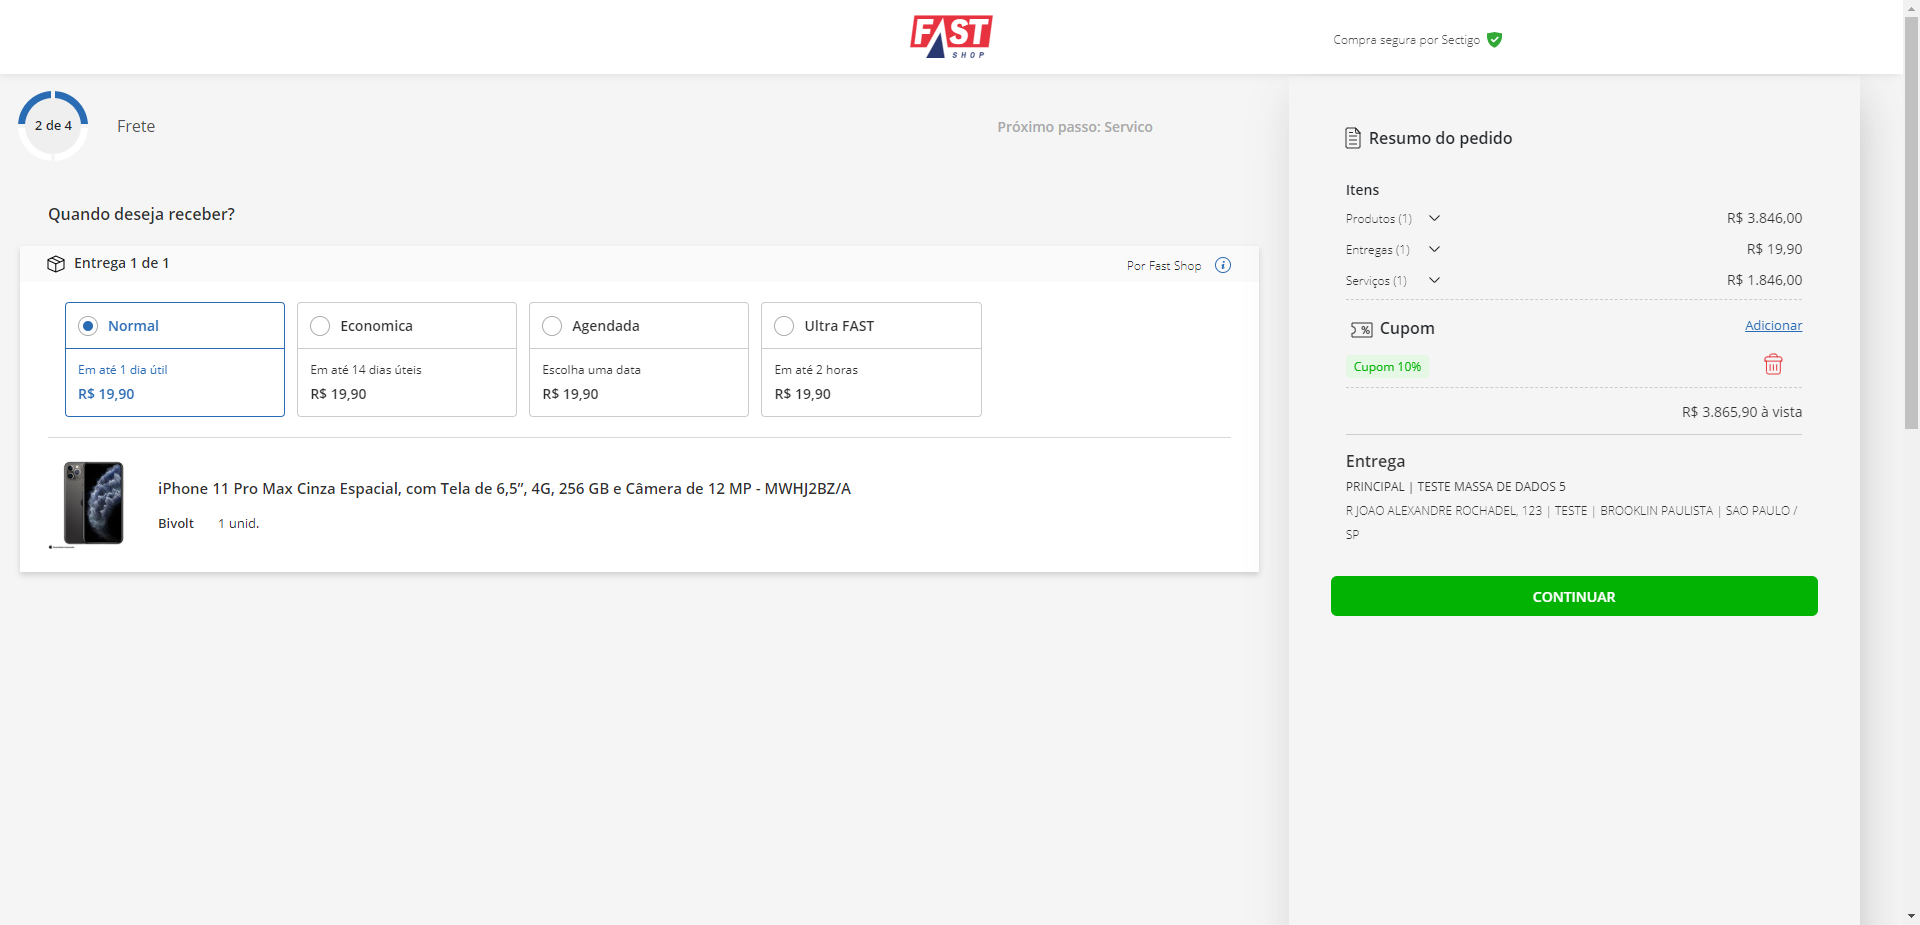 FAST
SHOP
Compra segura por Sectigo
2 de 4
Frete
Próximo passo: Servico
Quando deseja receber?
Entrega 1 de 1
Por Fast Shop
Normal
Em até 1 dia útil
R$ 19,90
Economica
Em até 14 dias úteis
R$ 19,90
Agendada
Escolha uma data
R$ 19,90
Ultra FAST
Em até 2 horas
R$ 19,90
iPhone 11 Pro Max Cinza Espacial, com Tela de 6,5”, 4G, 256 GB e Câmera de 12 MP - MWHJ2BZ/A
Bivolt 1 unid.
Resumo do pedido
Itens
Produtos (1) R$ 3.846,00
Entregas (1) R$ 19,90
Serviços (1) R$ 1.846,00
% Cupom Adicionar
Cupom 10%
R$ 3.865,90 à vista
Entrega
PRINCIPAL | TESTE MASSA DE DADOS 5
R JOAO ALEXANDRE ROCHADEL, 123 | TESTE | BROOKLIN PAULISTA | SAO PAULO /
SP
CONTINUAR